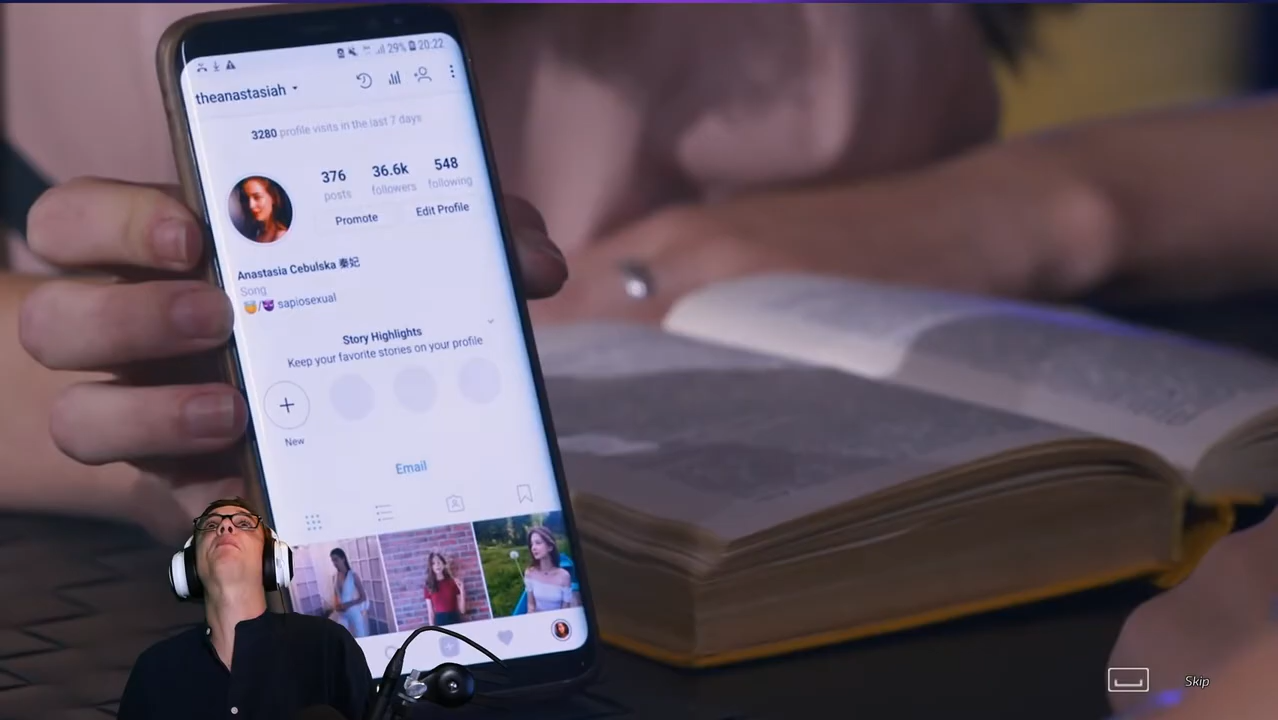 29% 20:22
theanastasiah
3280 profile visits in the last 7 days
376 36.6k 548
posts followers following
Promote Edit Profile
Anastasia Cebulska 秦妃
Song
😇/😈 sapiosexual
Story Highlights
Keep your favorite stories on your profile
New
Email
Skip